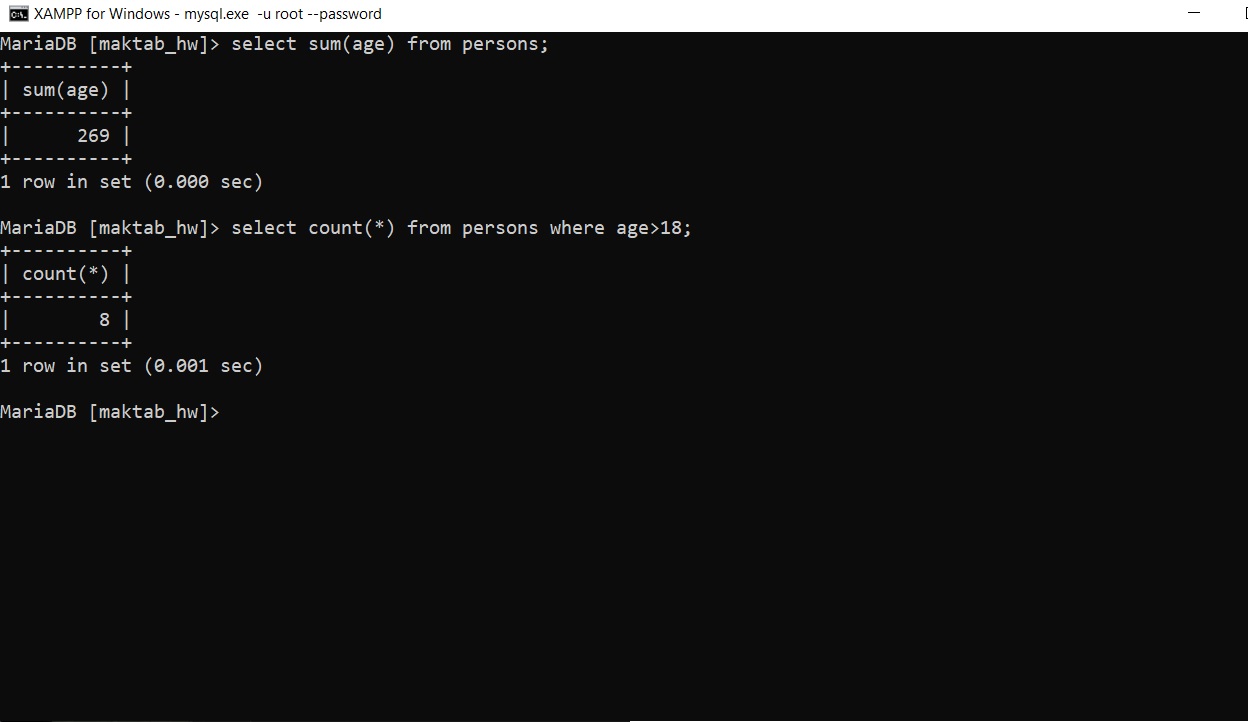 XAMPP for Windows - mysql.exe  -u root --password
MariaDB [maktab_hw]> select sum(age) from persons;
+----------+
| sum(age) |
+----------+
|      269 |
+----------+
1 row in set (0.000 sec)
MariaDB [maktab_hw]> select count(*) from persons where age>18;
+----------+
| count(*) |
+----------+
|        8 |
+----------+
1 row in set (0.001 sec)
MariaDB [maktab_hw]>